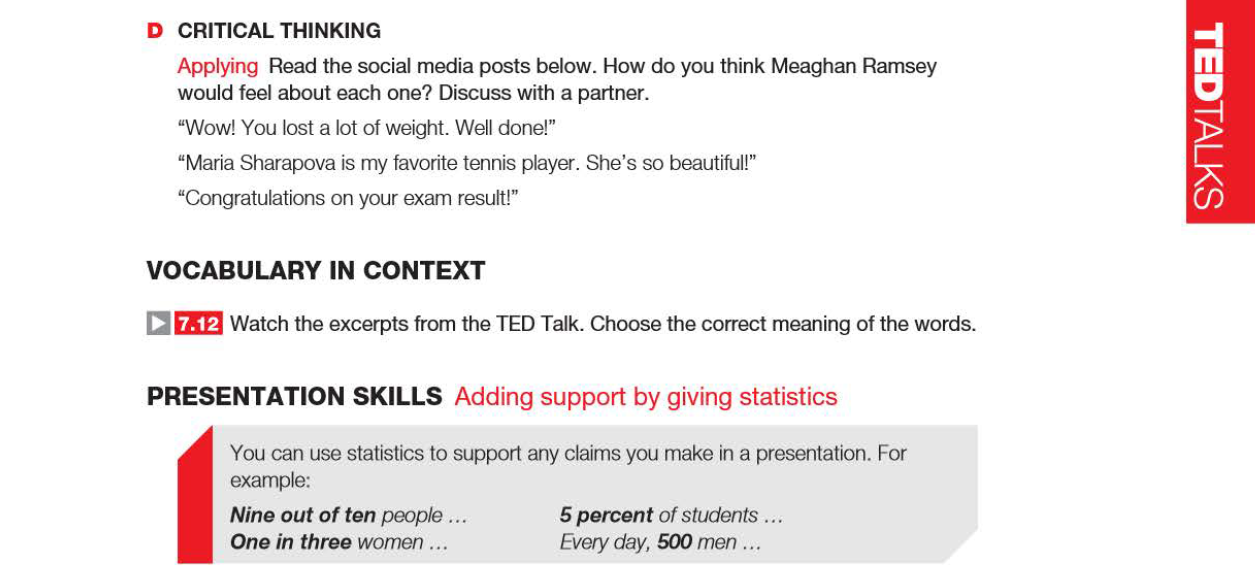 D CRITICAL THINKING
Applying Read the social media posts below. How do you think Meaghan Ramsey
would feel about each one? Discuss with a partner.
“Wow! You lost a lot of weight. Well done!”
“Maria Sharapova is my favorite tennis player. She’s so beautiful!”
“Congratulations on your exam result!”
TEDTALKS
VOCABULARY IN CONTEXT
7.12 Watch the excerpts from the TED Talk. Choose the correct meaning of the words.
PRESENTATION SKILLS Adding support by giving statistics
You can use statistics to support any claims you make in a presentation. For
example:
Nine out of ten people … 5 percent of students …
One in three women … Every day, 500 men …